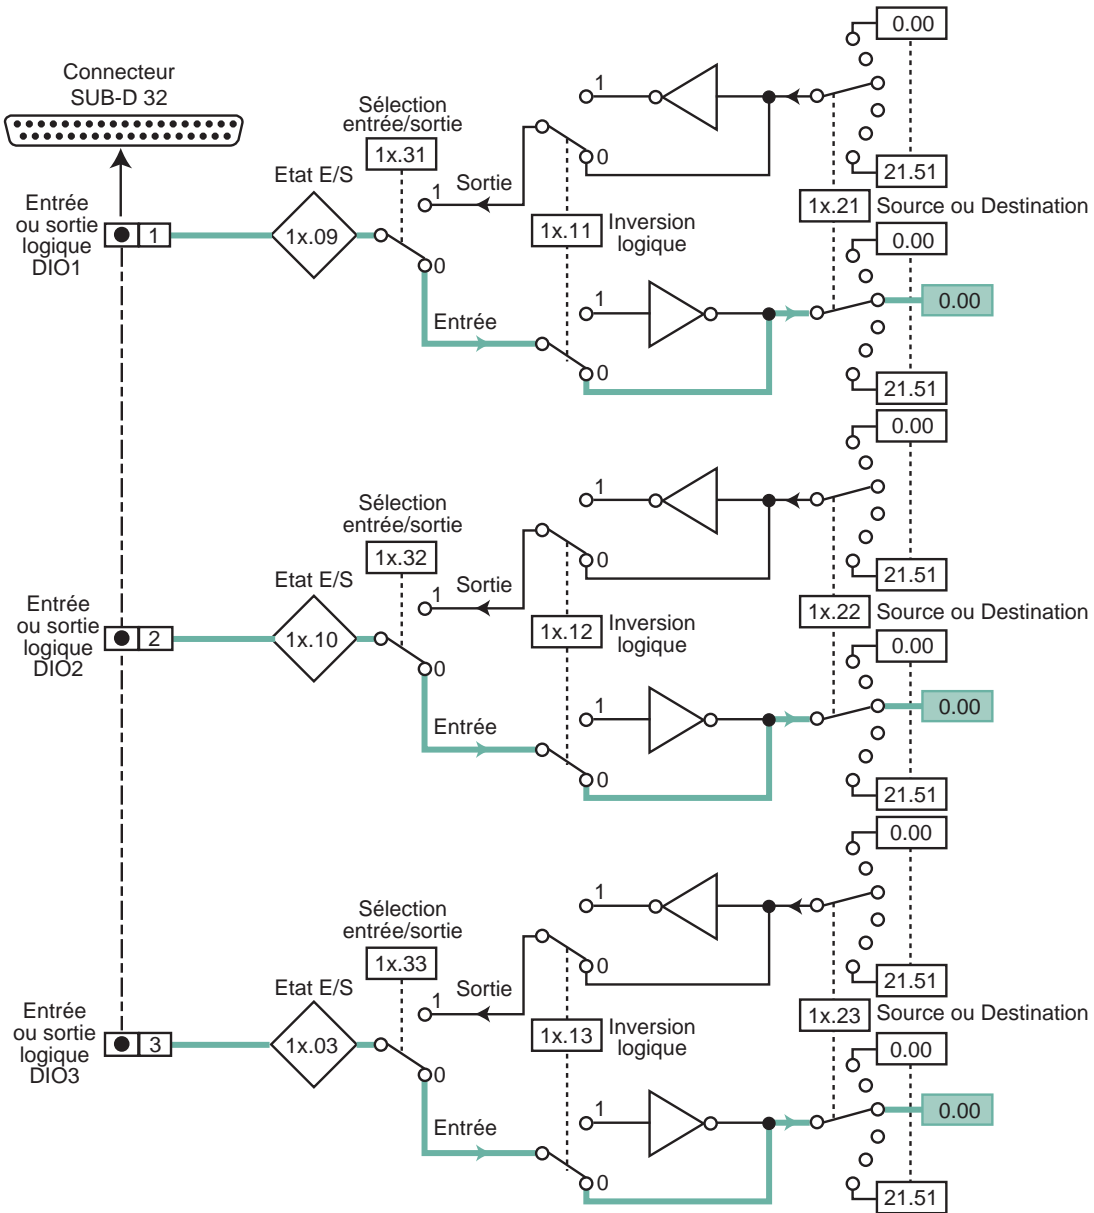 0.00
Connecteur
SUB-D 32
Sélection
entrée/sortie
1
1x.31
0
21.51
Etat E/S
1
Sortie
Entrée
ou sortie
logique
DIO1
1
1x.09
1x.11
Inversion
logique
1x.21
Source ou Destination
0.00
0
1
0.00
Entrée
0
21.51
0.00
1
Sélection
entrée/sortie
1x.32
0
21.51
Etat E/S
1
Sortie
Entrée
ou sortie
logique
DIO2
2
1x.10
1x.12
Inversion
logique
1x.22
Source ou Destination
0.00
0
1
0.00
Entrée
0
21.51
0.00
1
Sélection
entrée/sortie
1x.33
0
21.51
Etat E/S
1
Sortie
Entrée
ou sortie
logique
DIO3
3
1x.03
1x.13
Inversion
logique
1x.23
Source ou Destination
0.00
0
1
0.00
Entrée
0
21.51